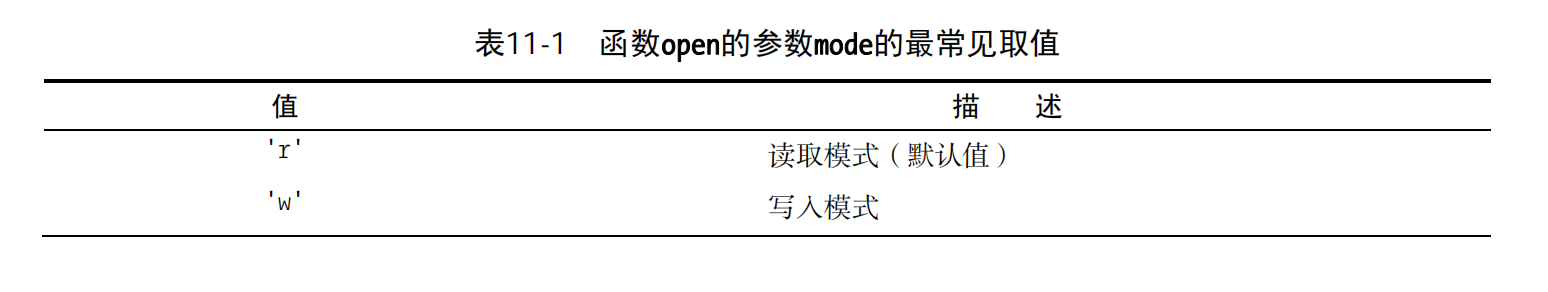 表11-1 函数open的参数mode的最常见取值
值 描 述
'r' 读取模式（默认值）
'w' 写入模式